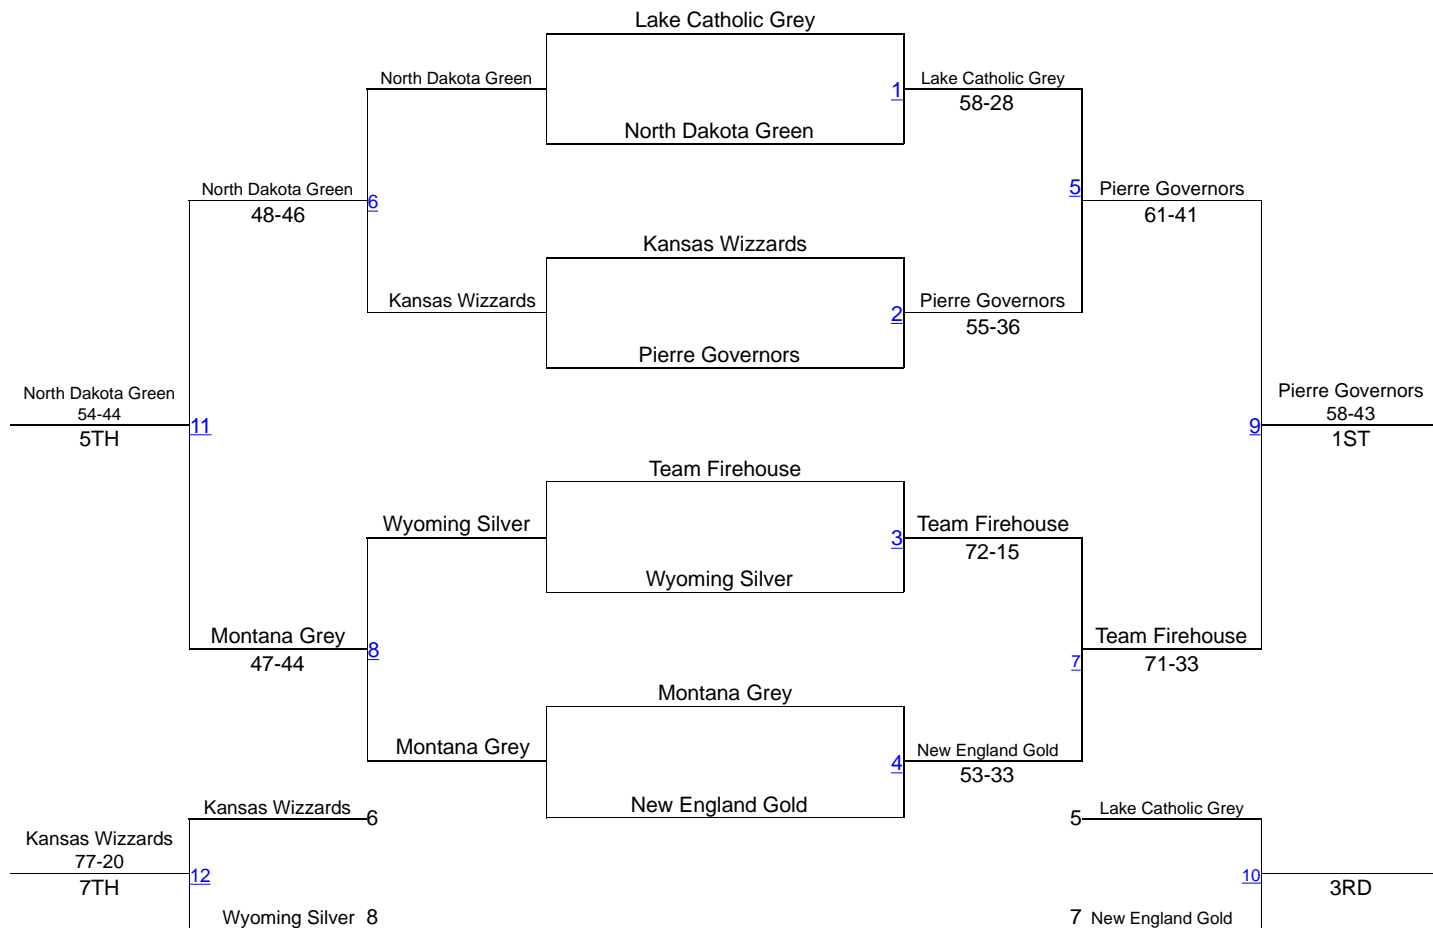 Lake Catholic Grey
North Dakota Green
Lake Catholic Grey
1
58-28
North Dakota Green
North Dakota Green
48-46
6
5
Pierre Governors
61-41
Kansas Wizzards
Kansas Wizzards
Pierre Governors
2
55-36
Pierre Governors
North Dakota Green
54-44
5TH
11
Pierre Governors
58-43
1ST
9
Team Firehouse
Wyoming Silver
Team Firehouse
3
72-15
Wyoming Silver
Montana Grey
47-44
8
Team Firehouse
71-33
7
Montana Grey
Montana Grey
New England Gold
4
53-33
New England Gold
Kansas Wizzards 6
5 Lake Catholic Grey
Kansas Wizzards
77-20
7TH
12
10
3RD
Wyoming Silver 8
7 New England Gold